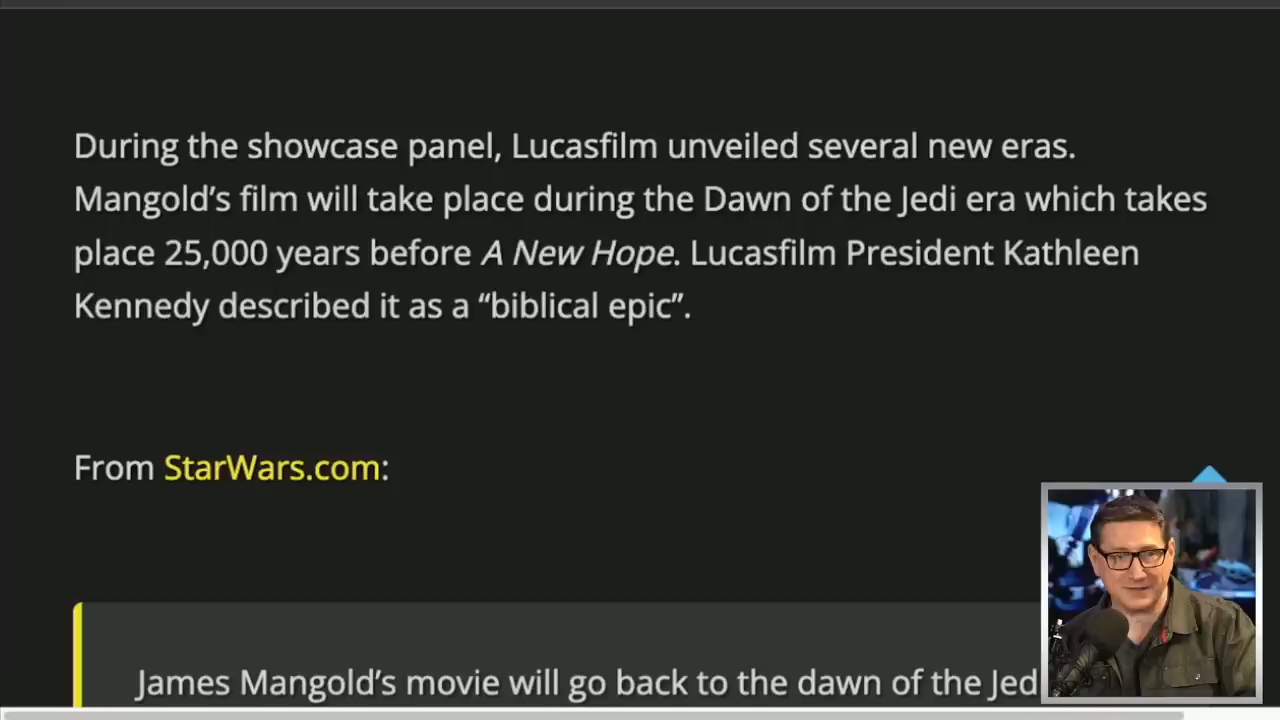 During the showcase panel, Lucasfilm unveiled several new eras.
Mangold’s film will take place during the Dawn of the Jedi era which takes
place 25,000 years before A New Hope. Lucasfilm President Kathleen
Kennedy described it as a “biblical epic”.
From StarWars.com:
James Mangold’s movie will go back to the dawn of the Jed